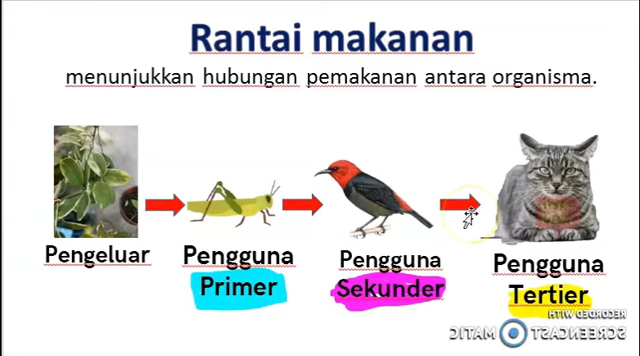 Rantai makanan
menunjukkan hubungan pemakanan antara organisma.
Pengeluar
Pengguna
Primer
Pengguna
Sekunder
Pengguna
Tertier
RECORDED WITH
SCREENCAST MATIC